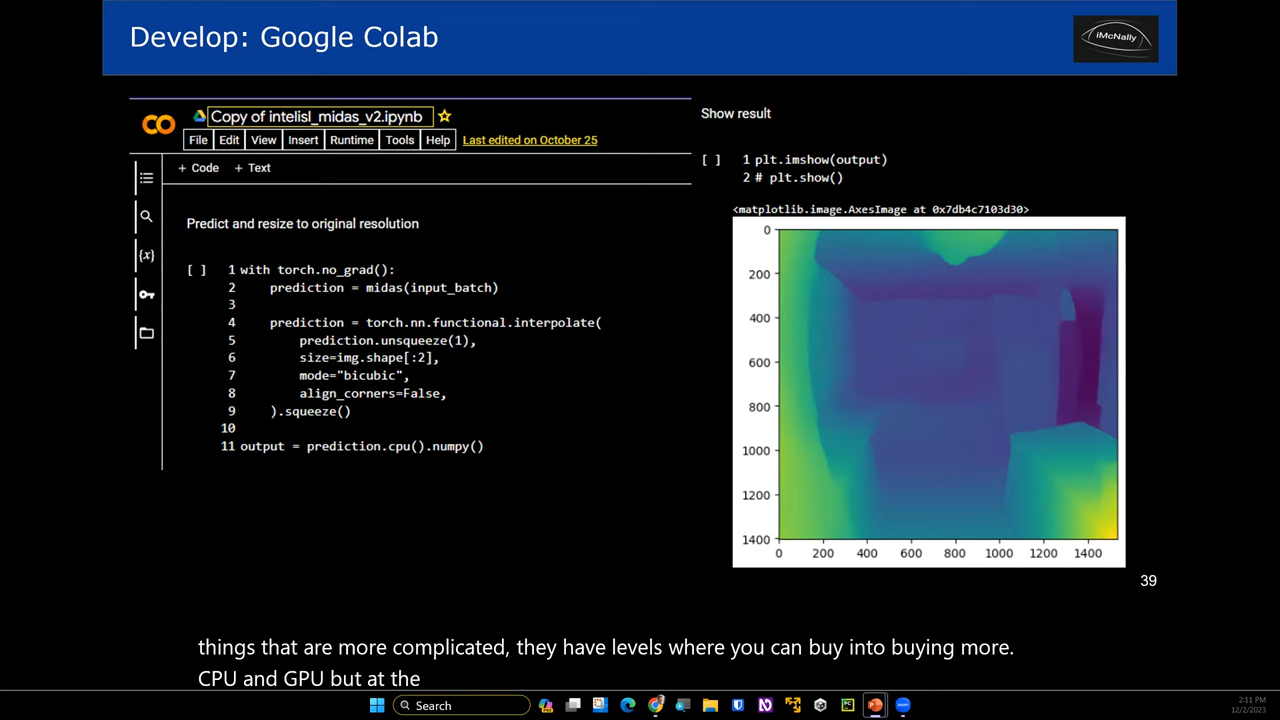 Develop: Google Colab
iMcNally
Copy of intelisl_midas_v2.ipynb
File Edit View Insert Runtime Tools Help Last edited on October 25
+ Code + Text
Predict and resize to original resolution
[ ] 1 with torch.no_grad():
2 prediction = midas(input_batch)
3
4 prediction = torch.nn.functional.interpolate(
5 prediction.unsqueeze(1),
6 size=img.shape[:2],
7 mode="bicubic",
8 align_corners=False,
9 ).squeeze()
10
11 output = prediction.cpu().numpy()
{x}
Show result
[ ] 1 plt.imshow(output)
2 # plt.show()
<matplotlib.image.AxesImage at 0x7db4c7103d30>
0
200
400
600
800
1000
1200
1400
0 200 400 600 800 1000 1200 1400
39
things that are more complicated, they have levels where you can buy into buying more.
CPU and GPU but at the
Search
2:11 PM
12/2/2023